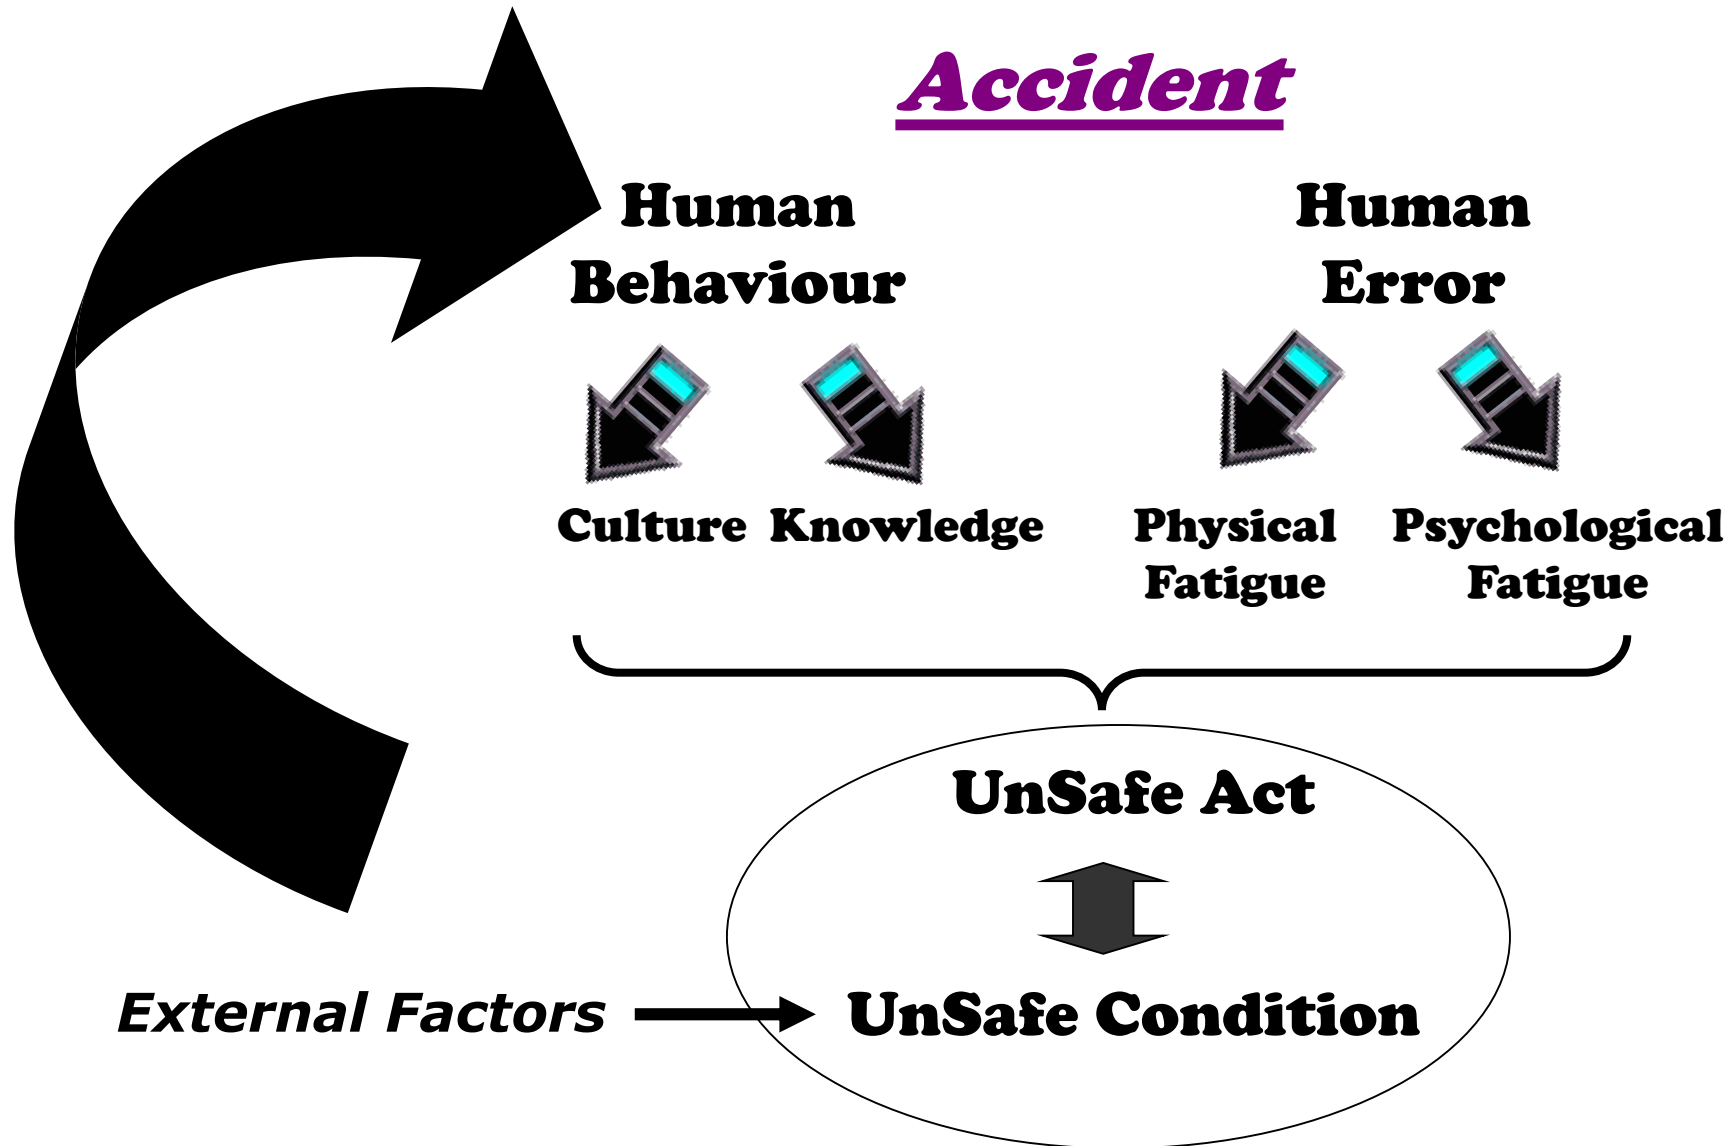 Accident
Human
Behaviour
Human
Error
Culture
Knowledge
Physical
Fatigue
Psychological
Fatigue
UnSafe Act
External Factors
UnSafe Condition